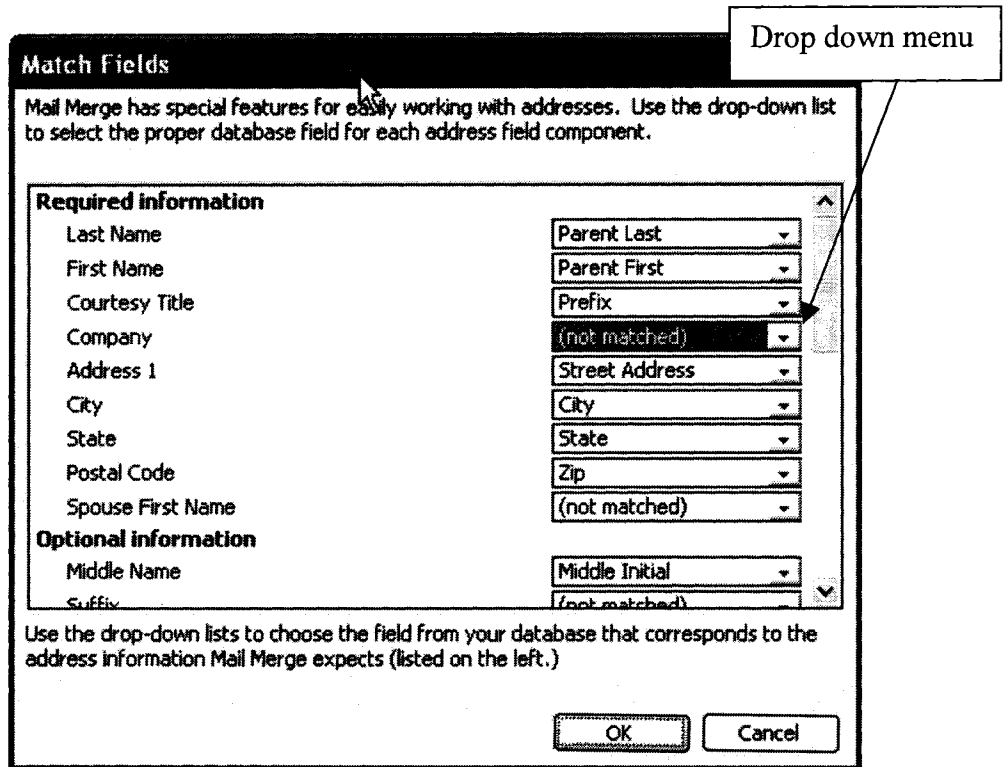 Drop down menu
Match Fields
Mail Merge has special features for easily working with addresses. Use the drop-down list
to select the proper database field for each address field component.
Required information
Last Name Parent Last
First Name Parent First
Courtesy Title Prefix
Company (not matched)
Address 1 Street Address
City City
State State
Postal Code Zip
Spouse First Name (not matched)
Optional information
Middle Name Middle Initial
Suffix (not matched)
Use the drop-down lists to choose the field from your database that corresponds to the
address information Mail Merge expects (listed on the left.)
OK Cancel